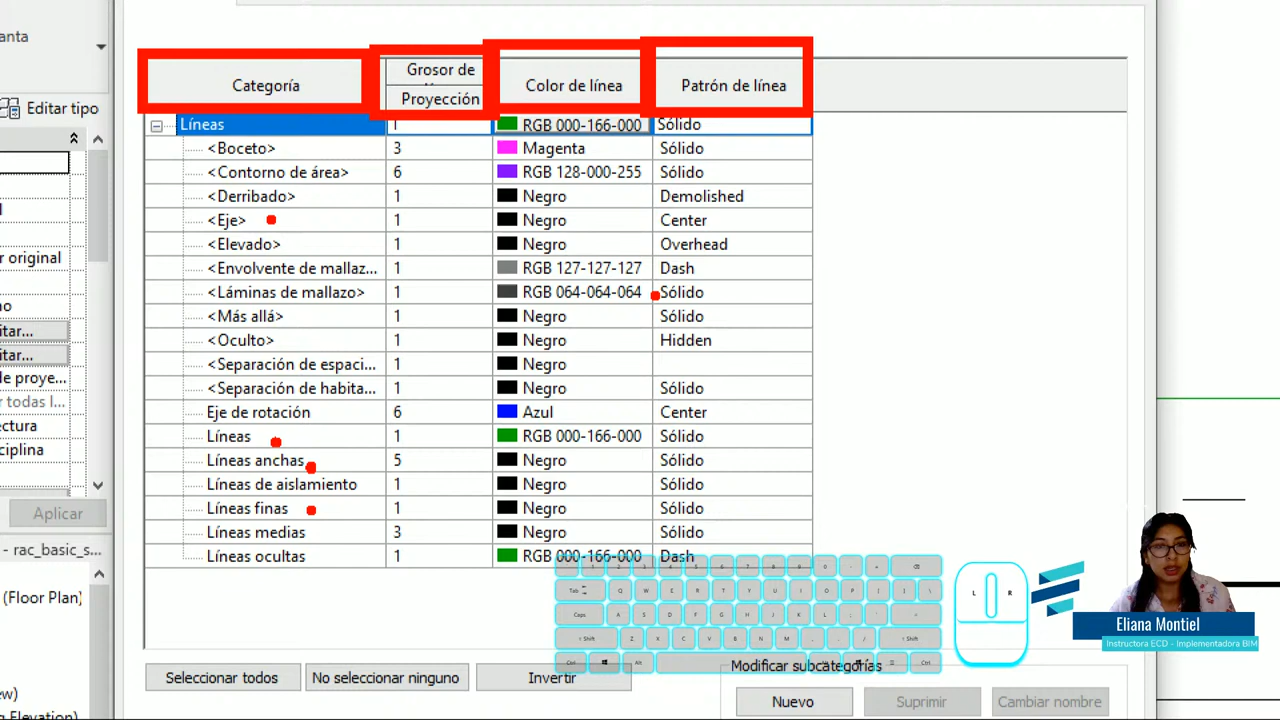 anta
Editar tipo
r original
no
itar...
itar...
le proye...
r todas l...
ectura
ciplina
Aplicar
- rac_basic_s...
(Floor Plan)
w)
Categoría
Grosor de
Proyección
Color de línea
Patrón de línea
Líneas 1 RGB 000-166-000 Sólido
<Boceto> 3 Magenta Sólido
<Contorno de área> 6 RGB 128-000-255 Sólido
<Derribado> 1 Negro Demolished
<Eje> 1 Negro Center
<Elevado> 1 Negro Overhead
<Envolvente de mallaz... 1 RGB 127-127-127 Dash
<Láminas de mallazo> 1 RGB 064-064-064 Sólido
<Más allá> 1 Negro Sólido
<Oculto> 1 Negro Hidden
<Separación de espaci... 1 Negro
<Separación de habita... 1 Negro Sólido
Eje de rotación 6 Azul Center
Líneas 1 RGB 000-166-000 Sólido
Líneas anchas 5 Negro Sólido
Líneas de aislamiento 1 Negro Sólido
Líneas finas 1 Negro Sólido
Líneas medias 3 Negro Sólido
Líneas ocultas 1 RGB 000-166-000 Dash
L R
Eliana Montiel
Instructora ECD - Implementadora BIM
Seleccionar todos
No seleccionar ninguno
Invertir
Modificar subcategorías
Nuevo
Suprimir
Cambiar nombre